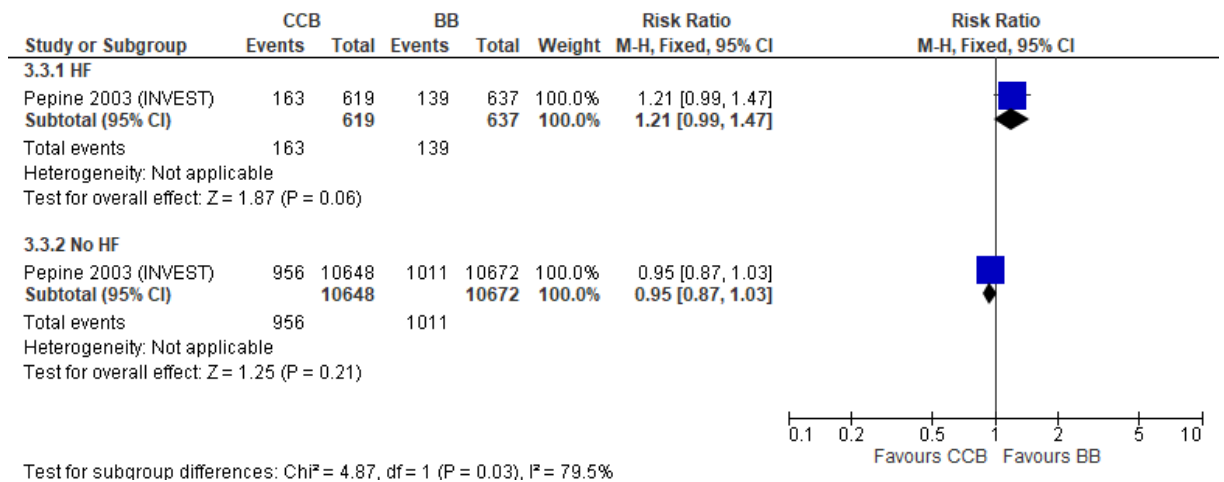 CCB BB Risk Ratio Risk Ratio
Study or Subgroup Events Total Events Total Weight M-H, Fixed, 95% CI M-H, Fixed, 95% CI
3.3.1 HF
Pepine 2003 (INVEST) 163 619 139 637 100.0% 1.21 [0.99, 1.47]
Subtotal (95% CI) 619 637 100.0% 1.21 [0.99, 1.47]
Total events 163 139
Heterogeneity: Not applicable
Test for overall effect: Z = 1.87 (P = 0.06)
3.3.2 No HF
Pepine 2003 (INVEST) 956 10648 1011 10672 100.0% 0.95 [0.87, 1.03]
Subtotal (95% CI) 10648 10672 100.0% 0.95 [0.87, 1.03]
Total events 956 1011
Heterogeneity: Not applicable
Test for overall effect: Z = 1.25 (P = 0.21)
0.1 0.2 0.5 1 2 5 10
Favours CCB Favours BB
Test for subgroup differences: Chi² = 4.87, df = 1 (P = 0.03), I² = 79.5%